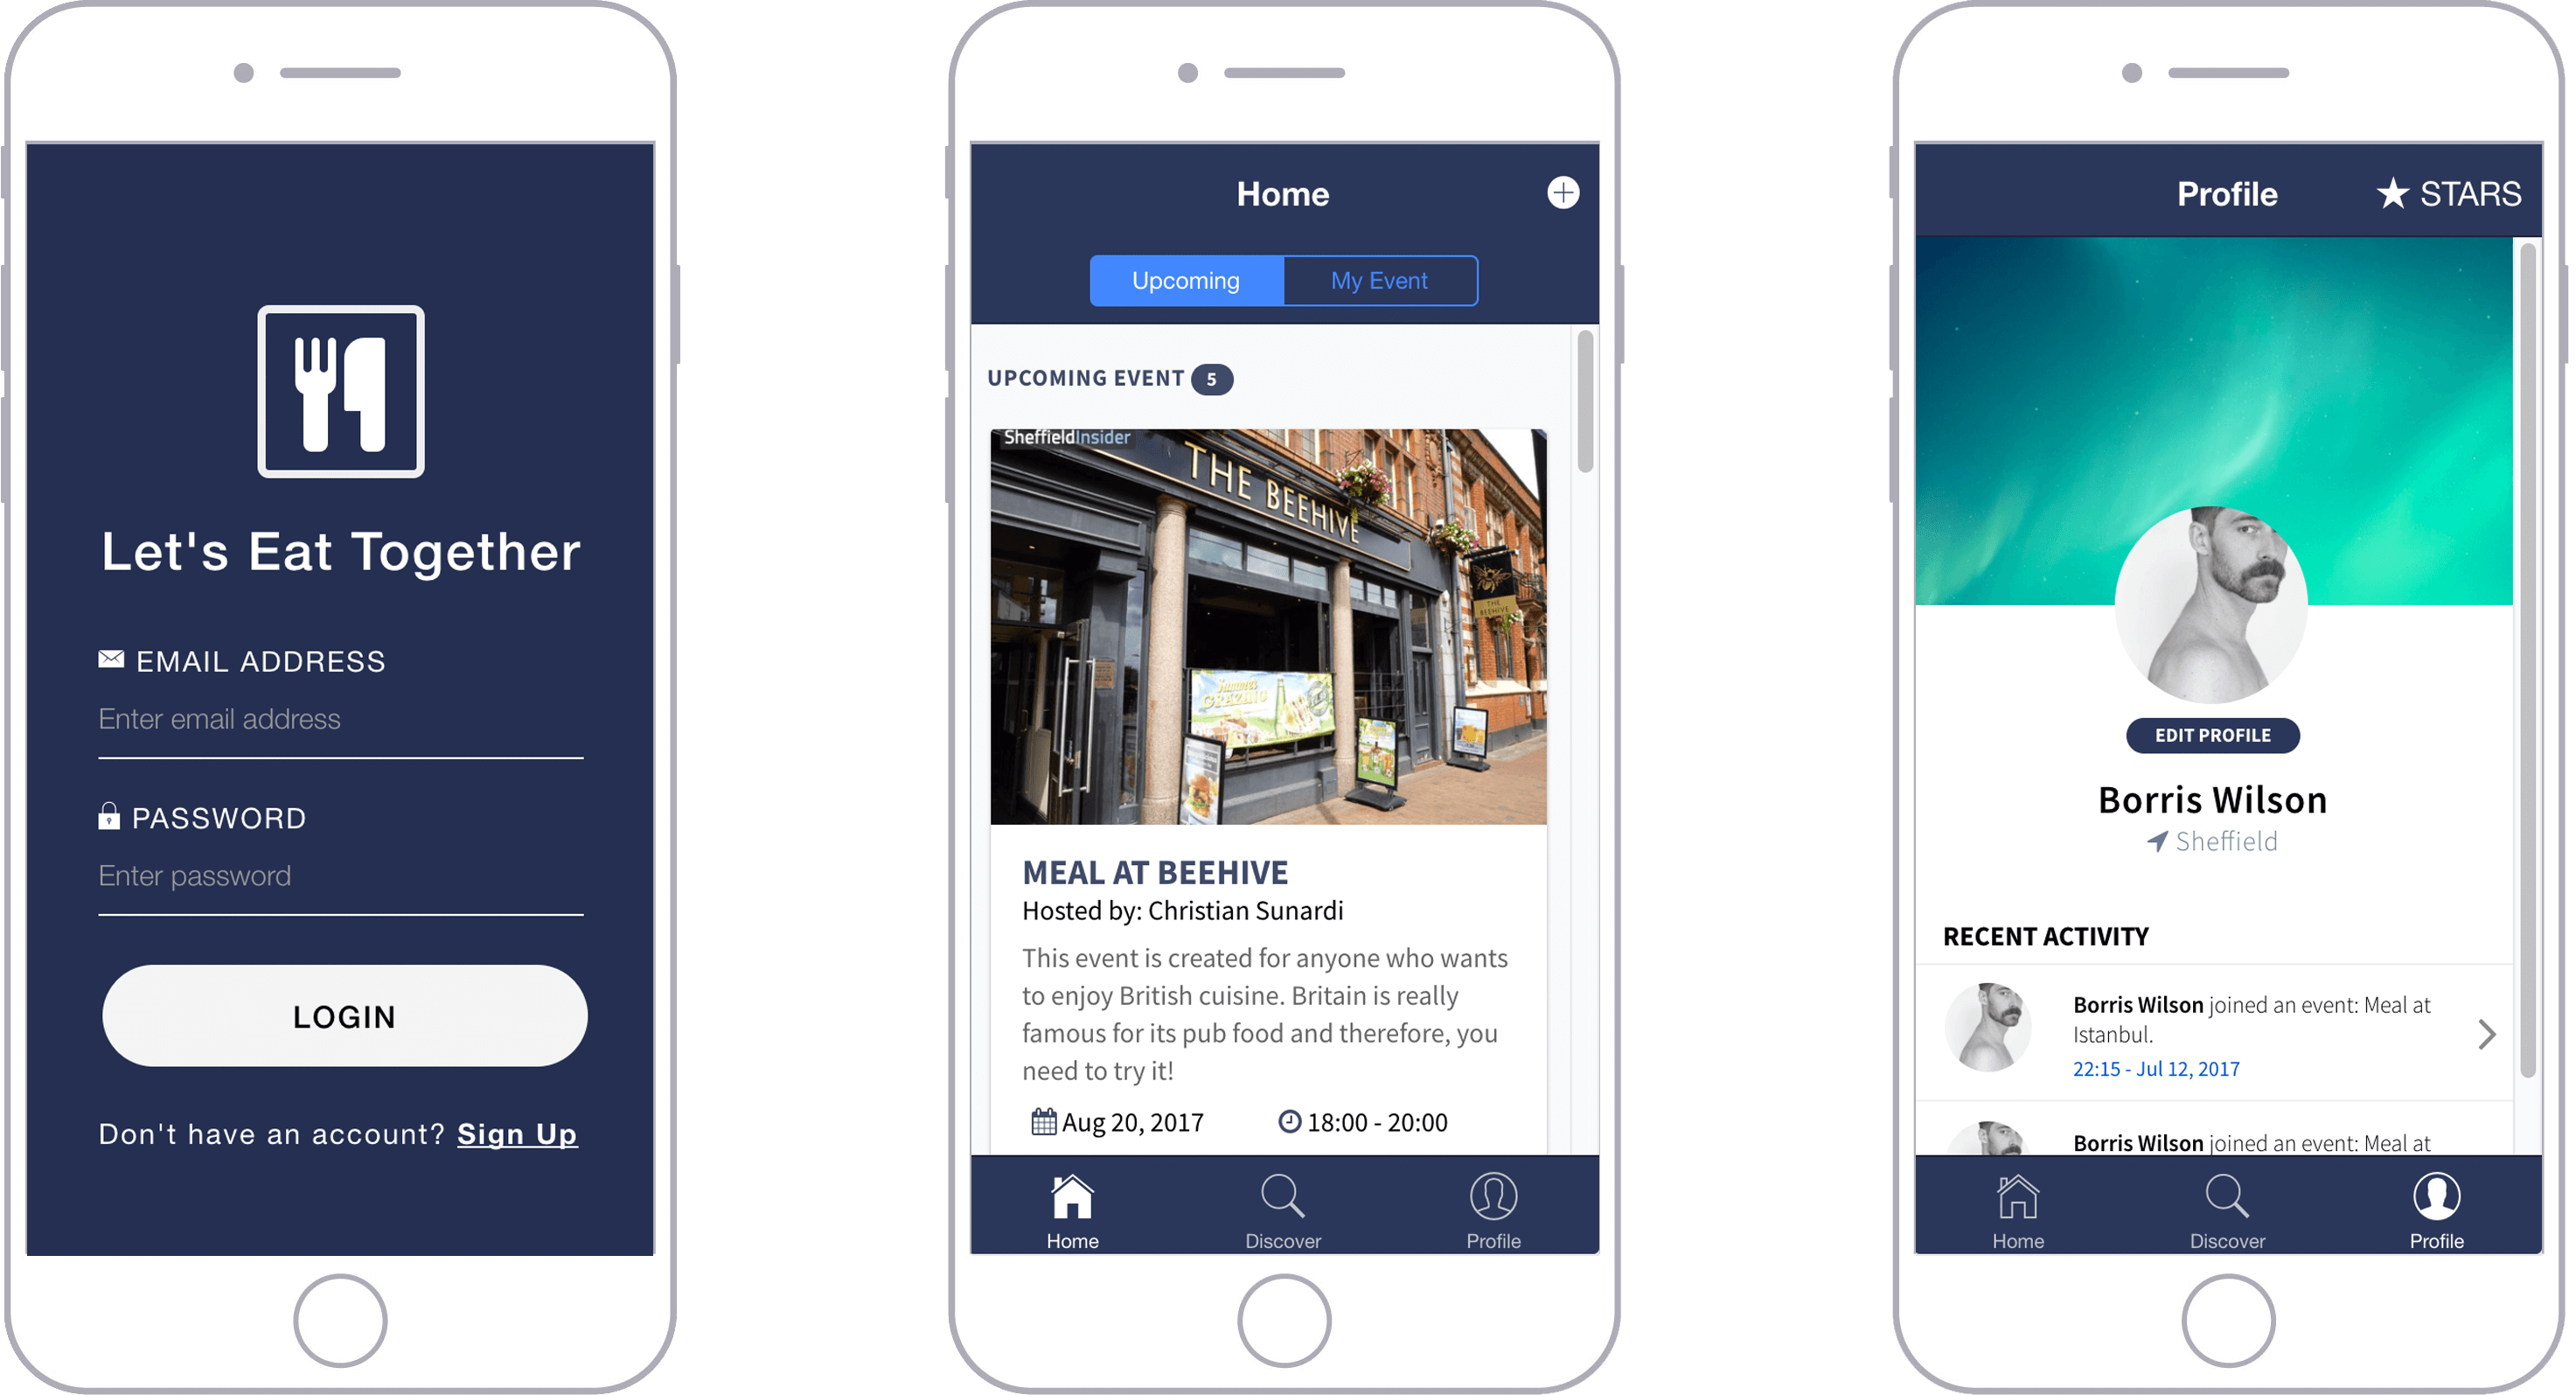 Let's Eat Together
EMAIL ADDRESS
Enter email address
PASSWORD
Enter password
LOGIN
Don't have an account? Sign Up
Home
Upcoming
My Event
UPCOMING EVENT 5
SheffieldInsider
THE BEEHIVE
THE
BEEHIVE
Summer
GRAZING
MEAL AT BEEHIVE
Hosted by: Christian Sunardi
This event is created for anyone who wants
to enjoy British cuisine. Britain is really
famous for its pub food and therefore, you
need to try it!
Aug 20, 2017
18:00 - 20:00
Home
Discover
Profile
Profile
STARS
EDIT PROFILE
Borris Wilson
Sheffield
RECENT ACTIVITY
Borris Wilson joined an event: Meal at
Istanbul.
22:15 - Jul 12, 2017
Borris Wilson joined an event: Meal at
Home
Discover
Profile